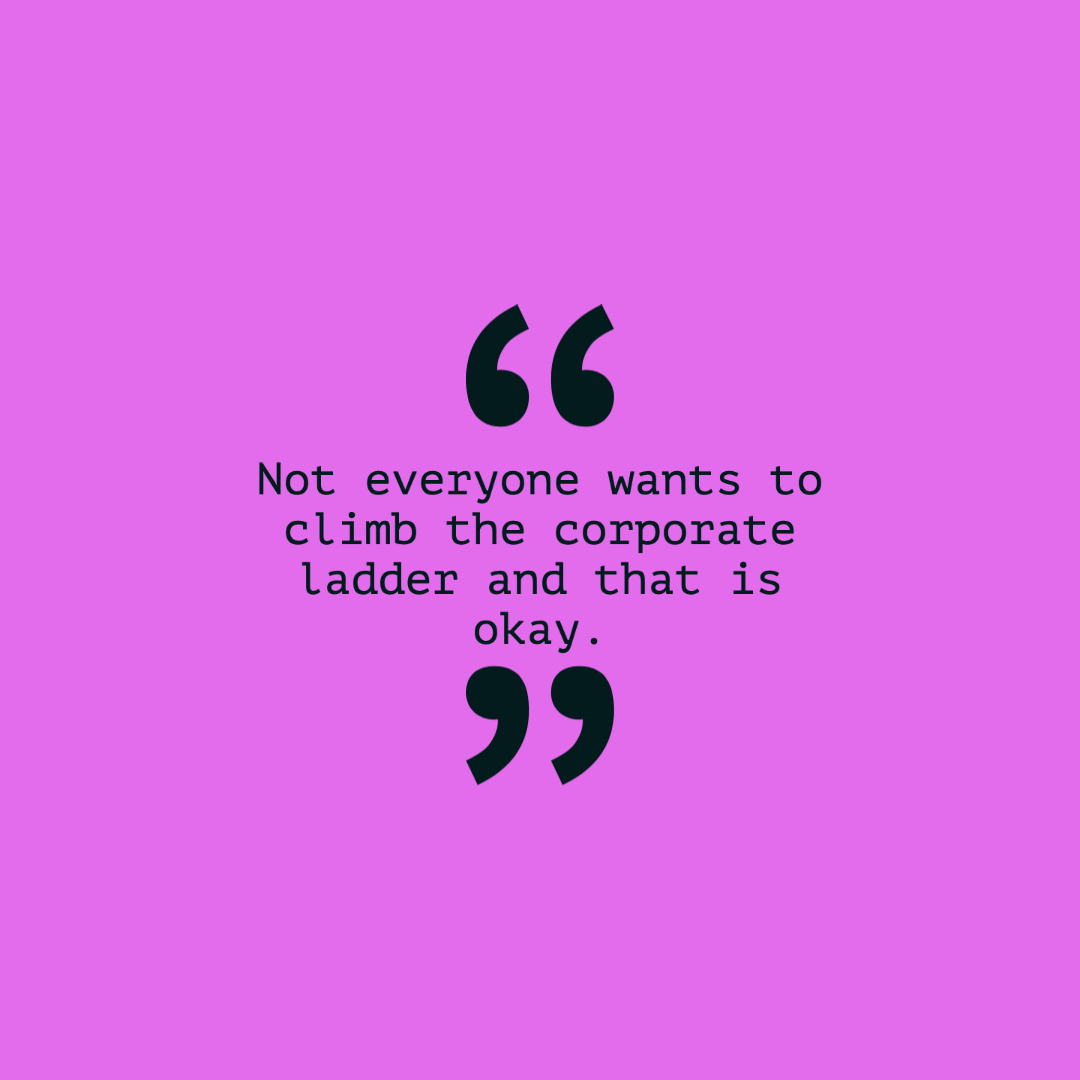 “
Not everyone wants to
climb the corporate
ladder and that is
okay.
”